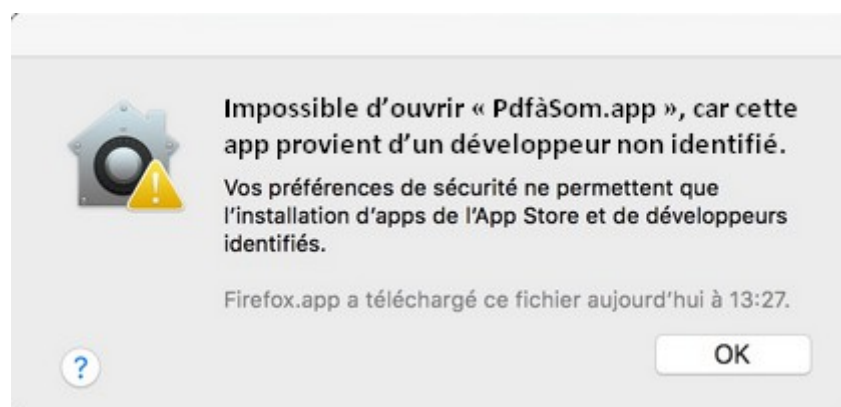 Impossible d’ouvrir « PdfàSom.app », car cette
app provient d’un développeur non identifié.
Vos préférences de sécurité ne permettent que
l’installation d’apps de l’App Store et de développeurs
identifiés.
Firefox.app a téléchargé ce fichier aujourd’hui à 13:27.
?
OK